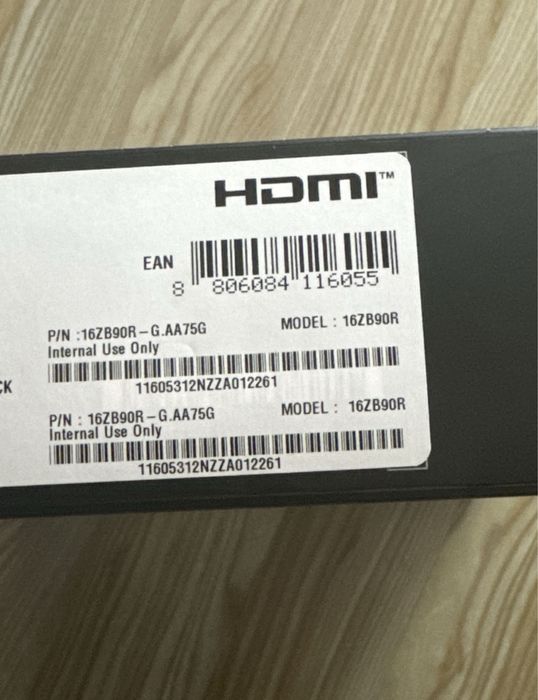 HDMI™
EAN
8 806084 116055
P/N :16ZB90R-G.AA75G MODEL : 16ZB90R
Internal Use Only
CK
11605312NZZA012261
P/N : 16ZB90R-G.AA75G MODEL : 16ZB90R
Internal Use Only
11605312NZZA012261